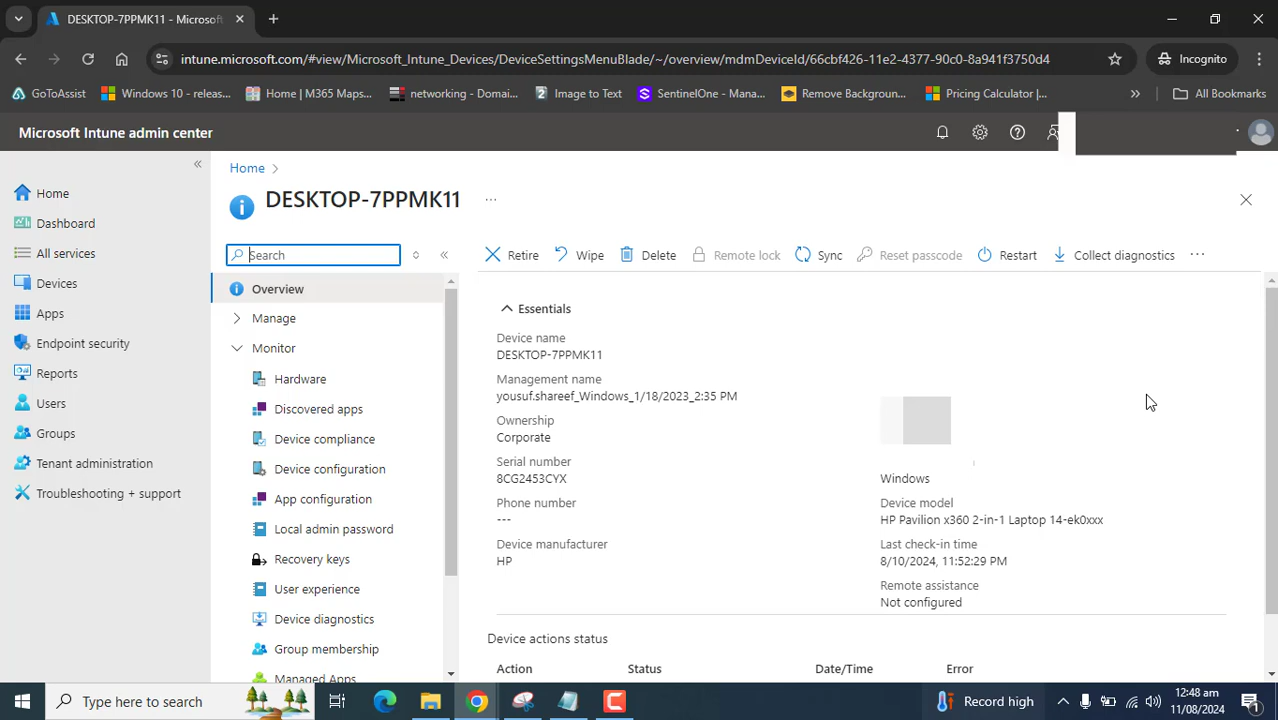 DESKTOP-7PPMK11 - Microsof
intune.microsoft.com/#view/Microsoft_Intune_Devices/DeviceSettingsMenuBlade/~/overview/mdmDeviceId/66cbf426-11e2-4377-90c0-8a941f3750d4
Incognito
GoToAssist
Windows 10 - releas...
Home | M365 Maps...
networking - Domai...
Image to Text
SentinelOne - Mana...
Remove Backgroun...
Pricing Calculator |...
All Bookmarks
Microsoft Intune admin center
Home
Dashboard
All services
Devices
Apps
Endpoint security
Reports
Users
Groups
Tenant administration
Troubleshooting + support
Home
DESKTOP-7PPMK11
...
Search
Overview
Manage
Monitor
Hardware
Discovered apps
Device compliance
Device configuration
App configuration
Local admin password
Recovery keys
User experience
Device diagnostics
Group membership
Managed Apps
Retire
Wipe
Delete
Remote lock
Sync
Reset passcode
Restart
Collect diagnostics
...
Essentials
Device name
DESKTOP-7PPMK11
Management name
yousuf.shareef_Windows_1/18/2023_2:35 PM
Ownership
Corporate
Serial number
8CG2453CYX
Phone number
---
Device manufacturer
HP
Windows
Device model
HP Pavilion x360 2-in-1 Laptop 14-ek0xxx
Last check-in time
8/10/2024, 11:52:29 PM
Remote assistance
Not configured
Device actions status
Action Status Date/Time Error
Type here to search
Record high
12:48 am
11/08/2024
1